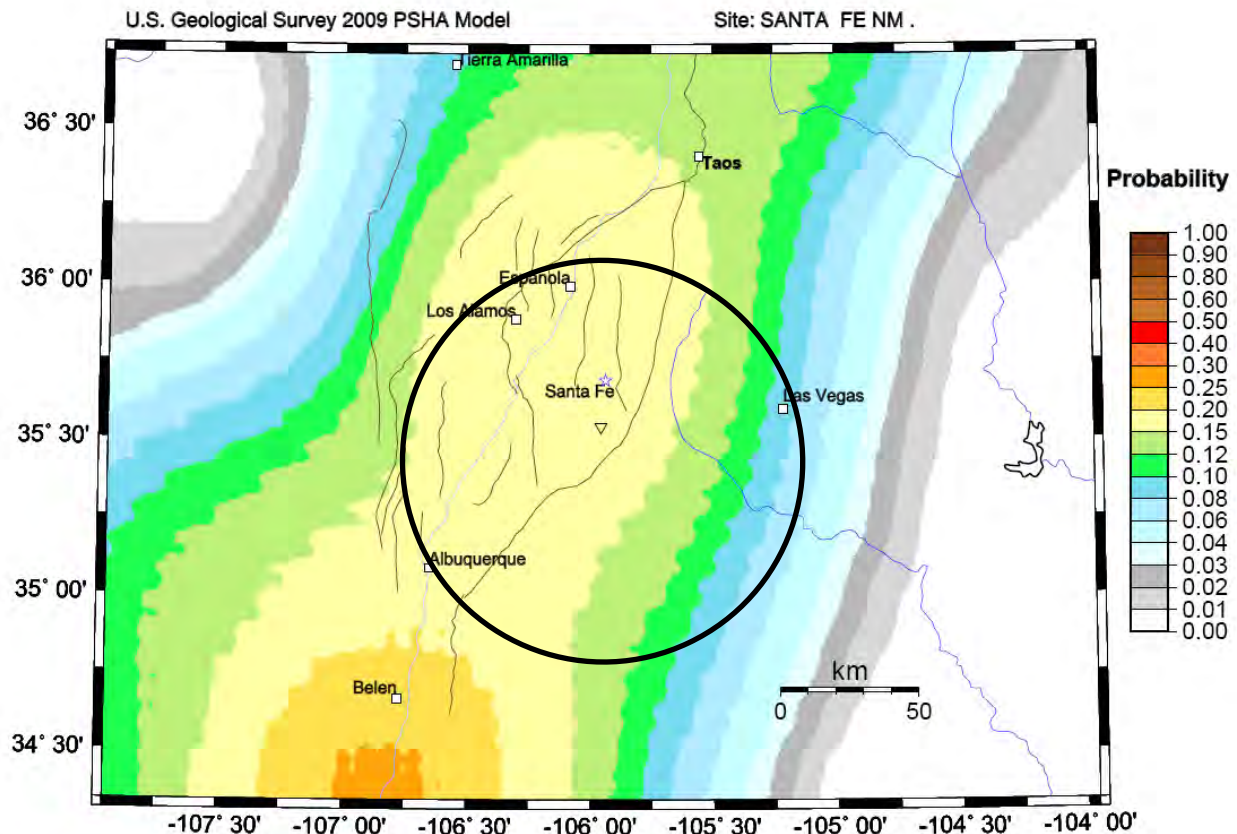 U.S. Geological Survey 2009 PSHA Model
Site: SANTA FE NM .
Tierra Amarilla
36° 30'
Taos
Probability
1.00
0.90
0.80
0.60
0.50
0.40
0.30
0.20
0.15
0.12
0.10
0.08
0.06
0.04
0.03
0.02
0.01
0.00
36° 00'
Espanola
Los Alamos
Santa Fe
Las Vegas
35° 30'
Albuquerque
35° 00'
km
0 50
Belen
34° 30'
-107° 30' -107° 00' -106° 30' -106° 00' -105° 30' -105° 00' -104° 30' -104° 00'